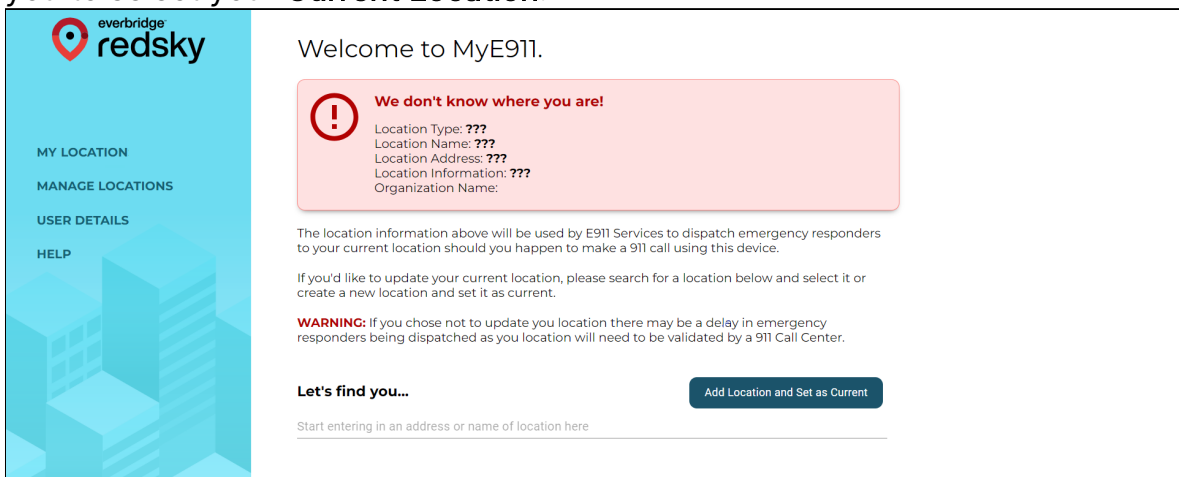 everbridge
redsky
MY LOCATION
MANAGE LOCATIONS
USER DETAILS
HELP
Welcome to MyE911.
We don't know where you are!
Location Type: ???
Location Name: ???
Location Address: ???
Location Information: ???
Organization Name:
The location information above will be used by E911 Services to dispatch emergency responders
to your current location should you happen to make a 911 call using this device.
If you'd like to update your current location, please search for a location below and select it or
create a new location and set it as current.
WARNING: If you chose not to update you location there may be a delay in emergency
responders being dispatched as you location will need to be validated by a 911 Call Center.
Let's find you...
Add Location and Set as Current
Start entering in an address or name of location here